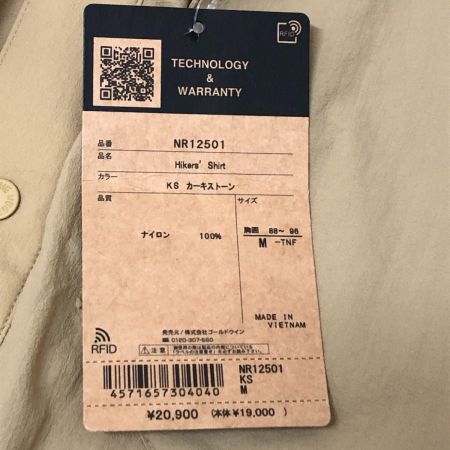 RFID
TECHNOLOGY
&
WARRANTY
品番 NR12501
品名 Hikers' Shirt
カラー KS カーキストーン
品質 サイズ
ナイロン 100%
胸囲 88～ 96
M -TNF
MADE IN
VIETNAM
発売元/株式会社ゴールドウイン
0120-307-560
RFID
注意
NR12501
KS
M
4571657304040
¥20,900 (本体¥19,000)